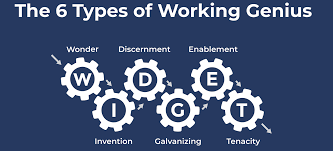 The 6 Types of Working Genius
Wonder Discernment Enablement
W D E
I G T
Invention Galvanizing Tenacity